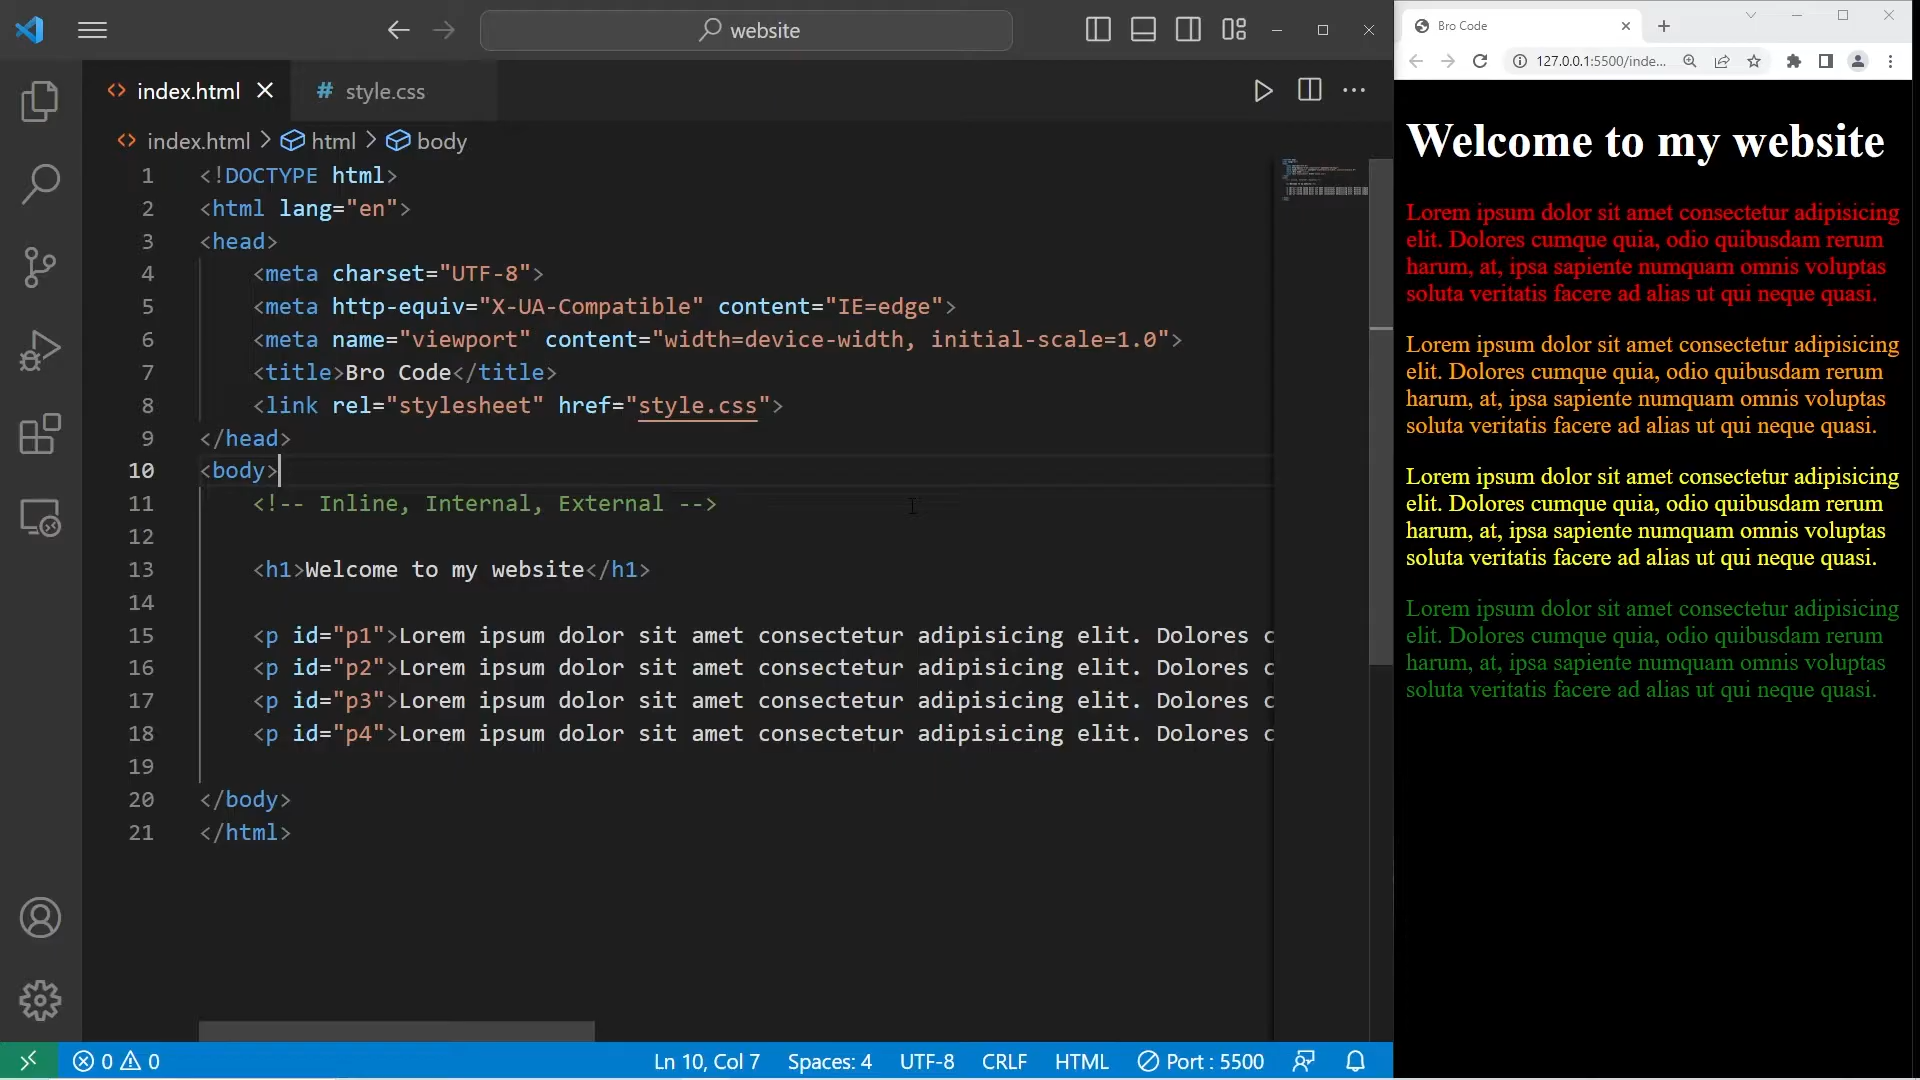 website
index.html
# style.css
index.html > html > body
1 <!DOCTYPE html>
2 <html lang="en">
3 <head>
4 <meta charset="UTF-8">
5 <meta http-equiv="X-UA-Compatible" content="IE=edge">
6 <meta name="viewport" content="width=device-width, initial-scale=1.0">
7 <title>Bro Code</title>
8 <link rel="stylesheet" href="style.css">
9 </head>
10 <body>
11 <!-- Inline, Internal, External -->
12
13 <h1>Welcome to my website</h1>
14
15 <p id="p1">Lorem ipsum dolor sit amet consectetur adipisicing elit. Dolores c
16 <p id="p2">Lorem ipsum dolor sit amet consectetur adipisicing elit. Dolores c
17 <p id="p3">Lorem ipsum dolor sit amet consectetur adipisicing elit. Dolores c
18 <p id="p4">Lorem ipsum dolor sit amet consectetur adipisicing elit. Dolores c
19
20 </body>
21 </html>
0 0
Ln 10, Col 7
Spaces: 4
UTF-8
CRLF
HTML
Port : 5500
Bro Code
127.0.0.1:5500/inde...
Welcome to my website
Lorem ipsum dolor sit amet consectetur adipisicing
elit. Dolores cumque quia, odio quibusdam rerum
harum, at, ipsa sapiente numquam omnis voluptas
soluta veritatis facere ad alias ut qui neque quasi.
Lorem ipsum dolor sit amet consectetur adipisicing
elit. Dolores cumque quia, odio quibusdam rerum
harum, at, ipsa sapiente numquam omnis voluptas
soluta veritatis facere ad alias ut qui neque quasi.
Lorem ipsum dolor sit amet consectetur adipisicing
elit. Dolores cumque quia, odio quibusdam rerum
harum, at, ipsa sapiente numquam omnis voluptas
soluta veritatis facere ad alias ut qui neque quasi.
Lorem ipsum dolor sit amet consectetur adipisicing
elit. Dolores cumque quia, odio quibusdam rerum
harum, at, ipsa sapiente numquam omnis voluptas
soluta veritatis facere ad alias ut qui neque quasi.